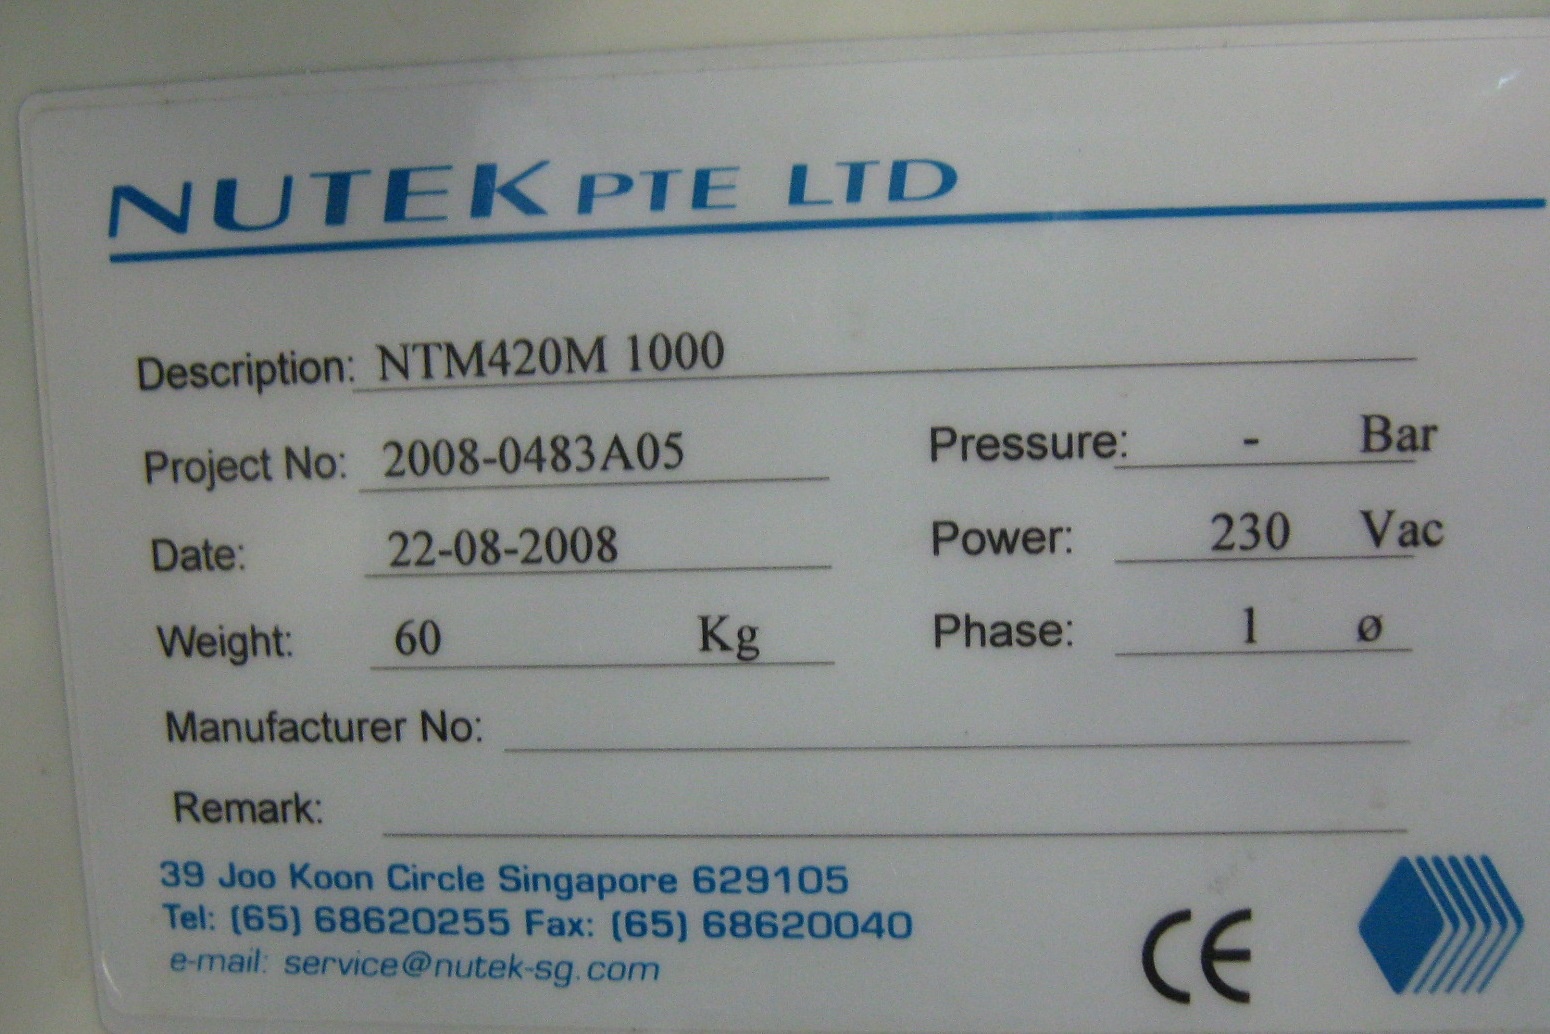 NUTEK PTE LTD
Description: NTM420M 1000
Project No: 2008-0483A05 Pressure: - Bar
Date: 22-08-2008 Power: 230 Vac
Weight: 60 Kg Phase: 1 ø
Manufacturer No:
Remark:
39 Joo Koon Circle Singapore 629105
Tel: (65) 68620255 Fax: (65) 68620040
e-mail: service@nutek-sg.com
CE